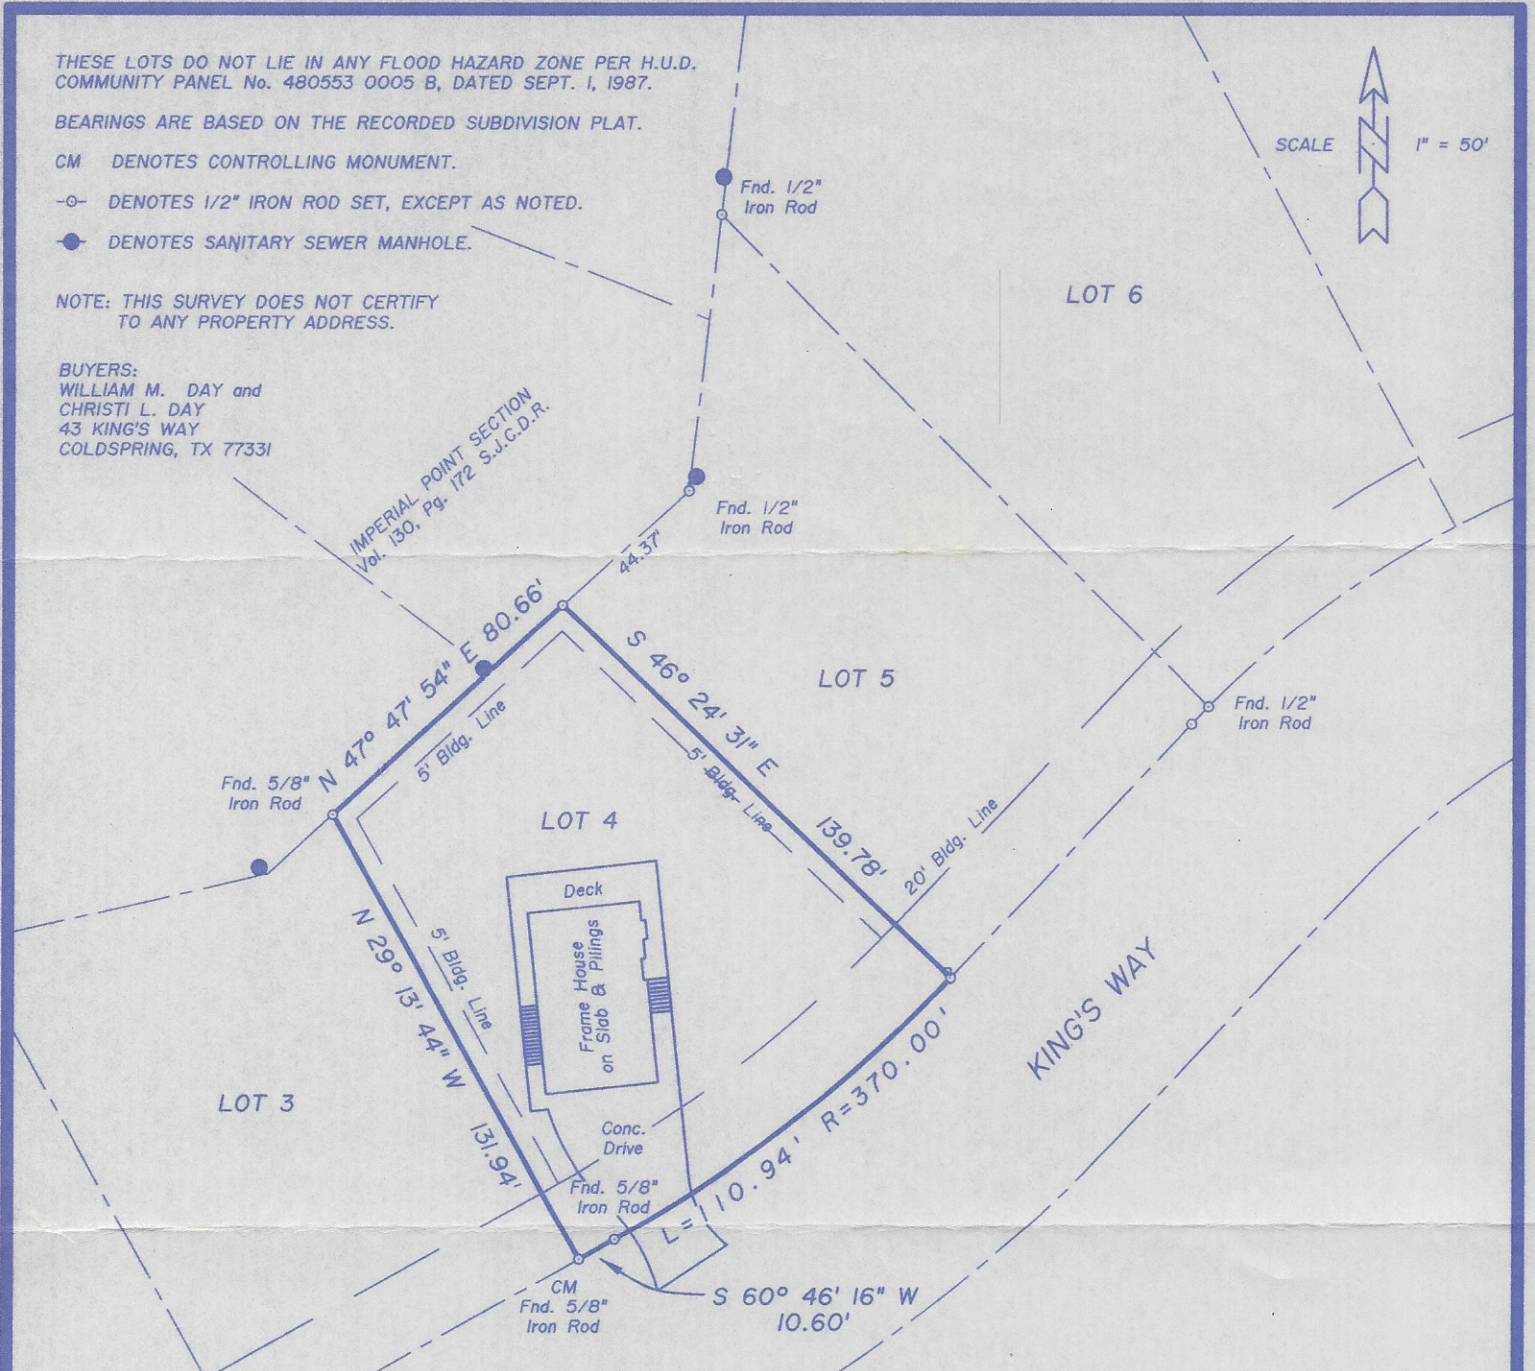 THESE LOTS DO NOT LIE IN ANY FLOOD HAZARD ZONE PER H.U.D.
COMMUNITY PANEL No. 480553 0005 B, DATED SEPT. 1, 1987.
BEARINGS ARE BASED ON THE RECORDED SUBDIVISION PLAT.
CM DENOTES CONTROLLING MONUMENT.
DENOTES 1/2" IRON ROD SET, EXCEPT AS NOTED.
DENOTES SANITARY SEWER MANHOLE.
NOTE: THIS SURVEY DOES NOT CERTIFY
TO ANY PROPERTY ADDRESS.
BUYERS:
WILLIAM M. DAY and
CHRISTI L. DAY
43 KING'S WAY
COLDSPRING, TX 77331
SCALE N 1" = 50'
Fnd. 1/2"
Iron Rod
LOT 6
IMPERIAL POINT SECTION
Vol. 130, Pg. 172 S.J.C.D.R.
Fnd. 1/2"
Iron Rod
44.37'
N 47° 47' 54" E 80.66'
S 46° 24' 31" E 139.78'
LOT 5
Fnd. 1/2"
Iron Rod
5' Bldg. Line
5' Bldg. Line
Fnd. 5/8"
Iron Rod
LOT 4
20' Bldg. Line
Deck
Frame House
on Slab & Pilings
5' Bldg. Line
N 29° 13' 44" W 131.94'
LOT 3
KING'S WAY
Conc.
Drive
L=110.94' R=370.00'
Fnd. 5/8"
Iron Rod
CM
Fnd. 5/8"
Iron Rod
S 60° 46' 16" W
10.60'